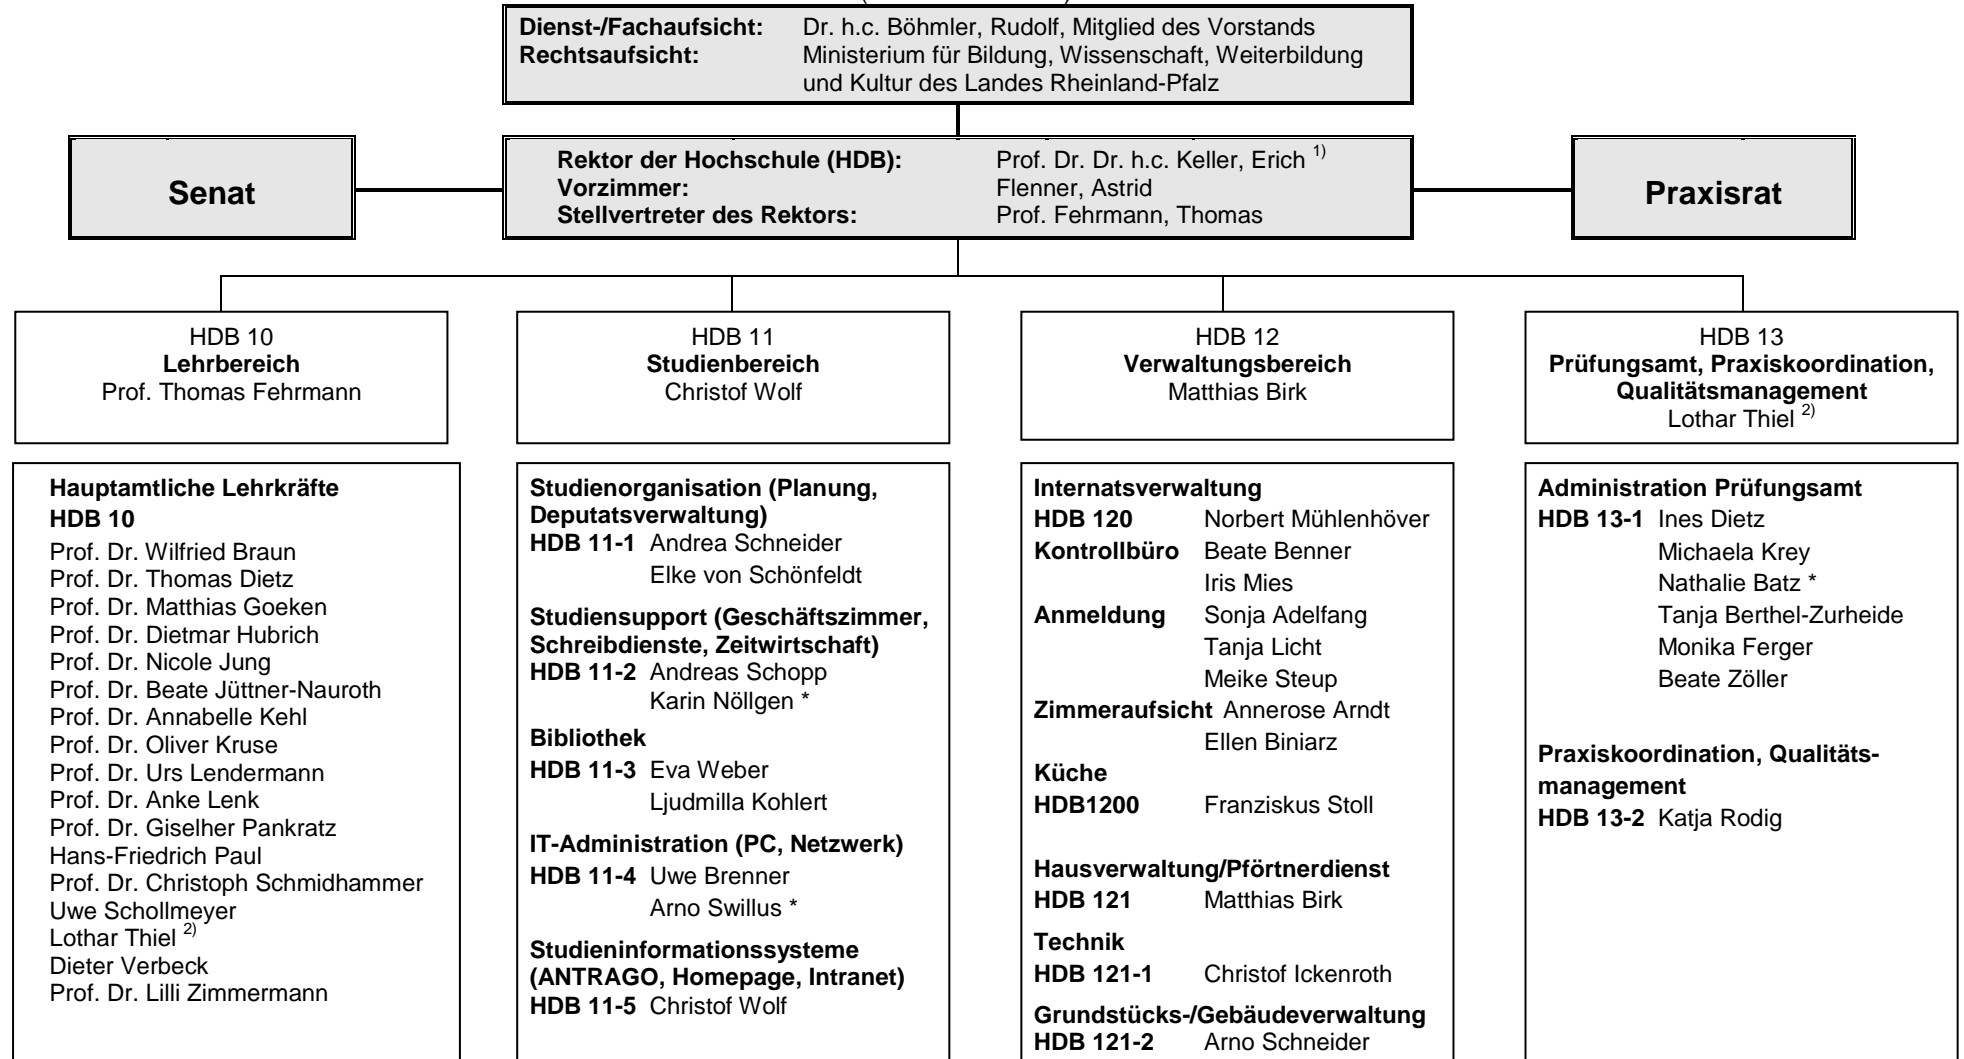 Dienst-/Fachaufsicht: Dr. h.c. Böhmler, Rudolf, Mitglied des Vorstands
Rechtsaufsicht: Ministerium für Bildung, Wissenschaft, Weiterbildung
und Kultur des Landes Rheinland-Pfalz
Senat
Rektor der Hochschule (HDB): Prof. Dr. Dr. h.c. Keller, Erich 1)
Vorzimmer: Flenner, Astrid
Stellvertreter des Rektors: Prof. Fehrmann, Thomas
Praxisrat
HDB 10
Lehrbereich
Prof. Thomas Fehrmann
HDB 11
Studienbereich
Christof Wolf
HDB 12
Verwaltungsbereich
Matthias Birk
HDB 13
Prüfungsamt, Praxiskoordination,
Qualitätsmanagement
Lothar Thiel 2)
Hauptamtliche Lehrkräfte
HDB 10
Prof. Dr. Wilfried Braun
Prof. Dr. Thomas Dietz
Prof. Dr. Matthias Goeken
Prof. Dr. Dietmar Hubrich
Prof. Dr. Nicole Jung
Prof. Dr. Beate Jüttner-Nauroth
Prof. Dr. Annabelle Kehl
Prof. Dr. Oliver Kruse
Prof. Dr. Urs Lendermann
Prof. Dr. Anke Lenk
Prof. Dr. Giselher Pankratz
Hans-Friedrich Paul
Prof. Dr. Christoph Schmidhammer
Uwe Schollmeyer
Lothar Thiel 2)
Dieter Verbeck
Prof. Dr. Lilli Zimmermann
Studienorganisation (Planung,
Deputatsverwaltung)
HDB 11-1 Andrea Schneider
Elke von Schönfeldt
Studiensupport (Geschäftszimmer,
Schreibdienste, Zeitwirtschaft)
HDB 11-2 Andreas Schopp
Karin Nöllgen *
Bibliothek
HDB 11-3 Eva Weber
Ljudmilla Kohlert
IT-Administration (PC, Netzwerk)
HDB 11-4 Uwe Brenner
Arno Swillus *
Studieninformationssysteme
(ANTRAGO, Homepage, Intranet)
HDB 11-5 Christof Wolf
Internatsverwaltung
HDB 120 Norbert Mühlenhöver
Kontrollbüro Beate Benner
Iris Mies
Anmeldung Sonja Adelfang
Tanja Licht
Meike Steup
Zimmeraufsicht Annerose Arndt
Ellen Biniarz
Küche
HDB1200 Franziskus Stoll
Hausverwaltung/Pförtnerdienst
HDB 121 Matthias Birk
Technik
HDB 121-1 Christof Ickenroth
Grundstücks-/Gebäudeverwaltung
HDB 121-2 Arno Schneider
Administration Prüfungsamt
HDB 13-1 Ines Dietz
Michaela Krey
Nathalie Batz *
Tanja Berthel-Zurheide
Monika Ferger
Beate Zöller
Praxiskoordination, Qualitäts-
management
HDB 13-2 Katja Rodig